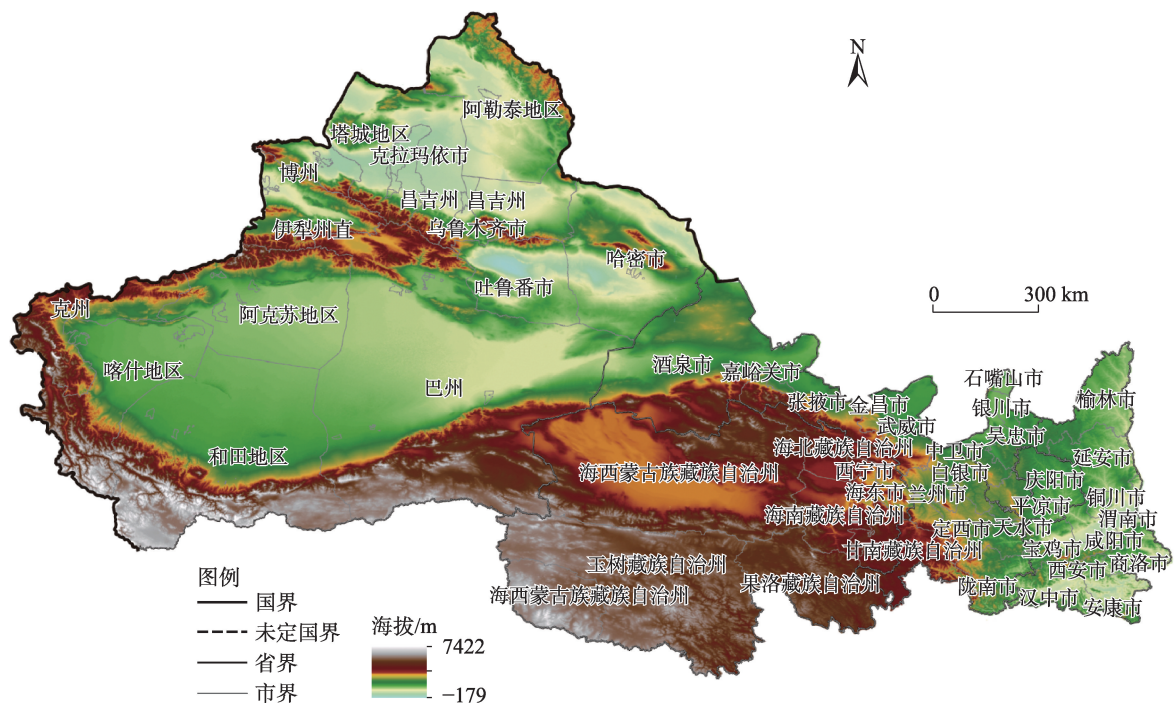 N
阿勒泰地区
塔城地区
克拉玛依市
博州
昌吉州 昌吉州
伊犁州直
乌鲁木齐市
哈密市
吐鲁番市
克州
阿克苏地区
0 300 km
喀什地区
巴州
酒泉市
嘉峪关市
石嘴山市
张掖市
金昌市
银川市
榆林市
武威市
吴忠市
和田地区
海北藏族自治州
中卫市
延安市
海西蒙古族藏族自治州
西宁市
白银市
庆阳市
海东市
兰州市
平凉市
铜川市
海南藏族自治州
渭南市
定西市
天水市
咸阳市
甘南藏族自治州
宝鸡市
商洛市
玉树藏族自治州
西安市
果洛藏族自治州
陇南市
海西蒙古族藏族自治州
汉中市
安康市
图例
国界
未定国界
省界
市界
海拔/m
7422
−179